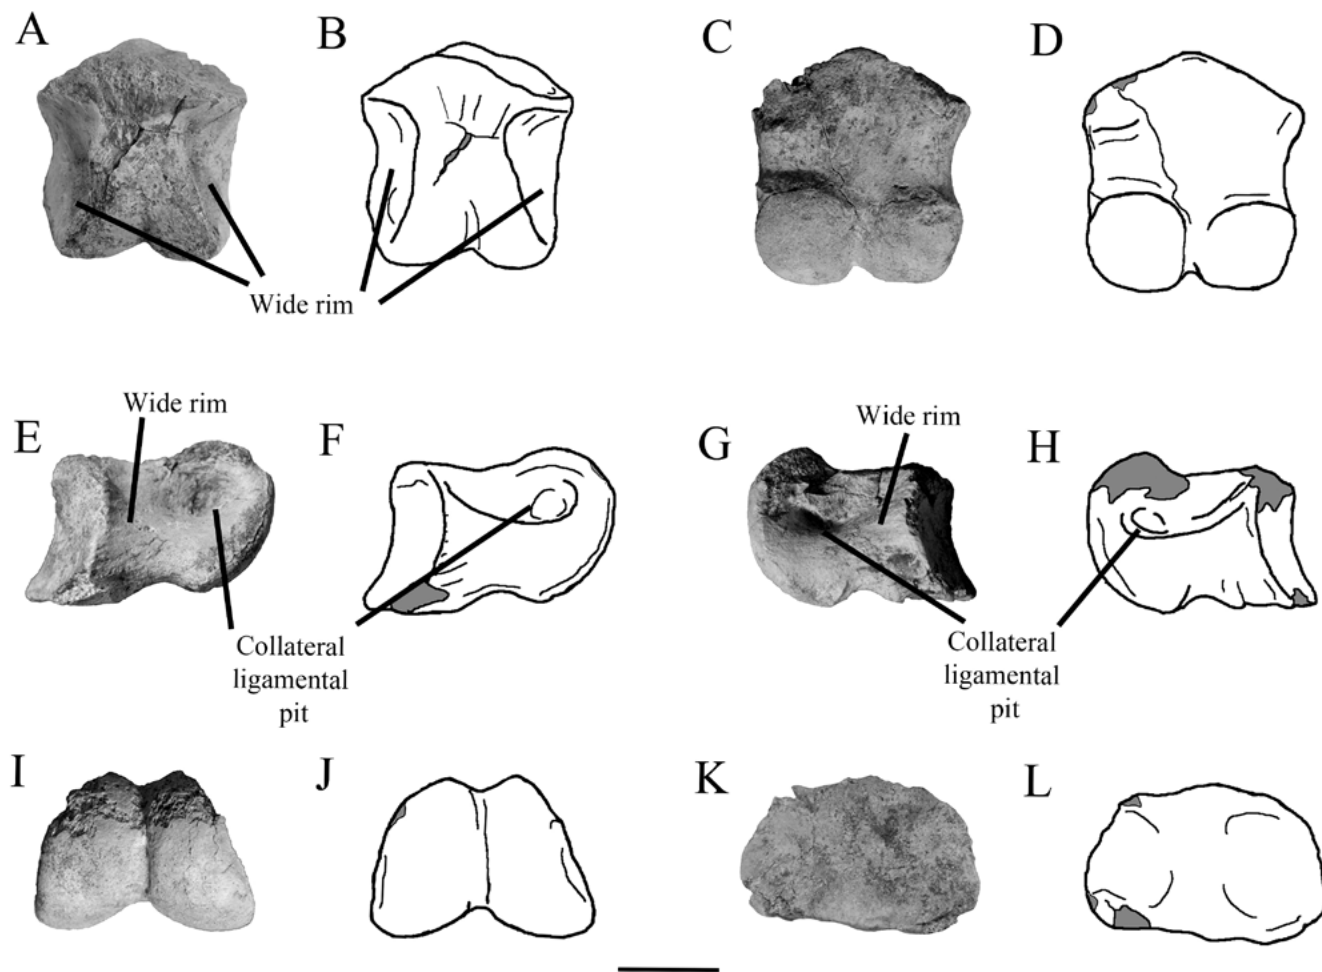 A
B
C
D
Wide rim
Wide rim
E
F
Wide rim
G
H
Collateral
ligamental
pit
Collateral
ligamental
pit
I
J
K
L